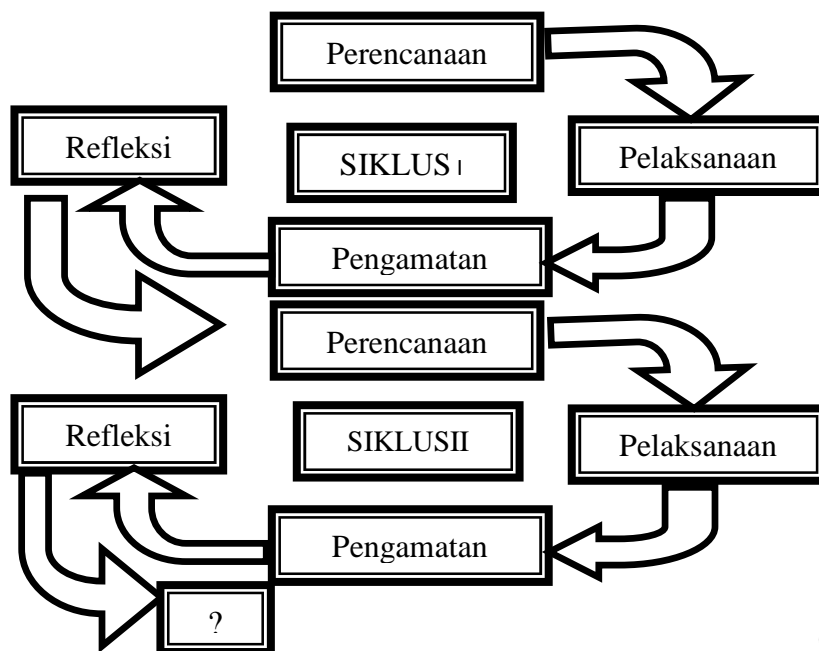 Perencanaan
Refleksi
SIKLUS I
Pelaksanaan
Pengamatan
Perencanaan
Refleksi
SIKLUSII
Pelaksanaan
Pengamatan
?